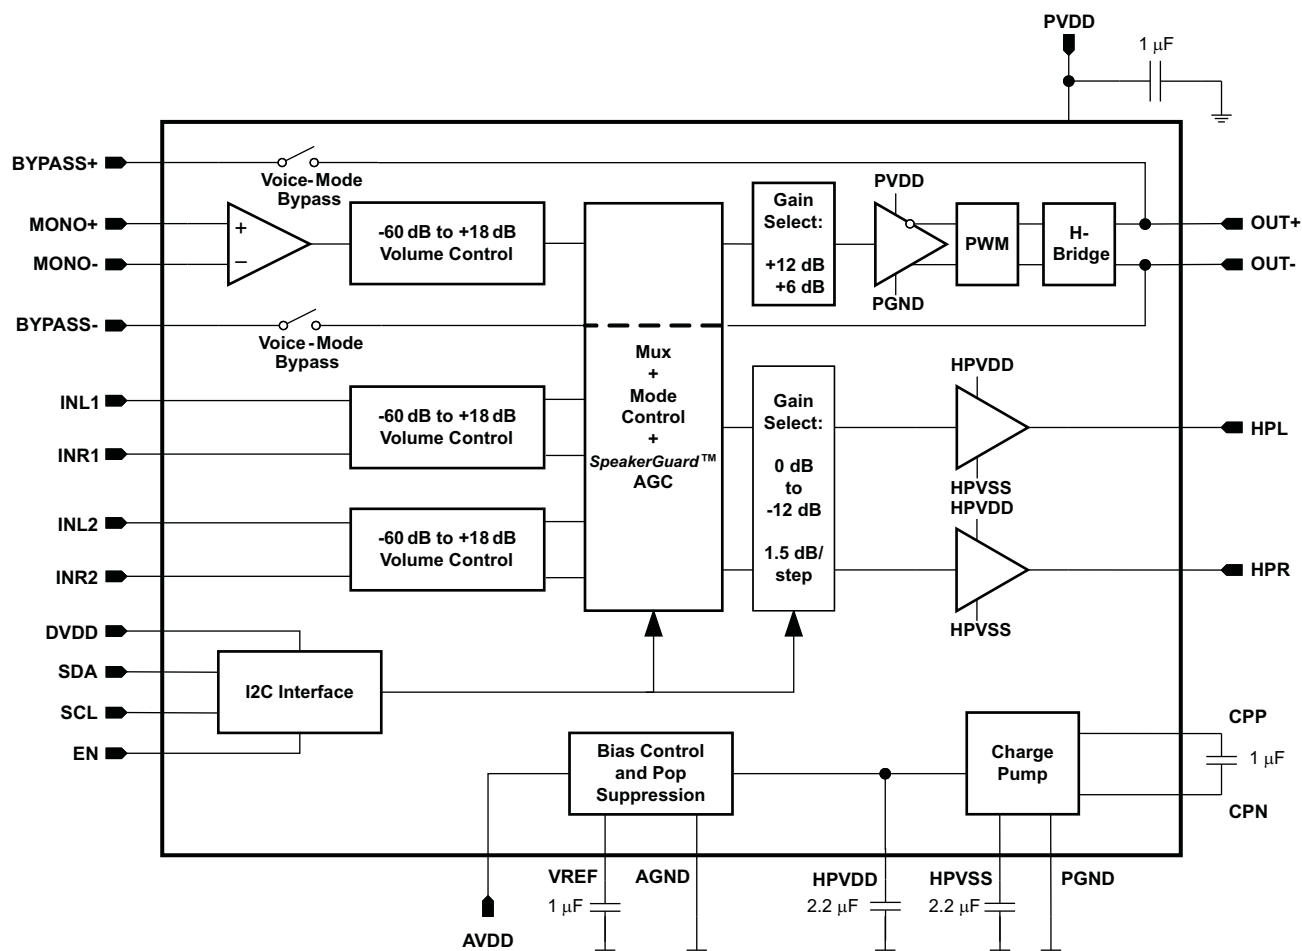 PVDD
1 µF
BYPASS+
Voice-Mode
Bypass
MONO+
MONO-
+
−
-60 dB to +18 dB
Volume Control
Gain
Select:
+12 dB
+6 dB
PVDD
PGND
PWM
H-
Bridge
OUT+
OUT-
BYPASS-
Voice-Mode
Bypass
Mux
+
Mode
Control
+
SpeakerGuard™
AGC
INL1
INR1
-60 dB to +18 dB
Volume Control
Gain
Select:
0 dB
to
-12 dB
1.5 dB/
step
HPVDD
HPVSS
HPL
INL2
INR2
-60 dB to +18 dB
Volume Control
HPVDD
HPVSS
HPR
DVDD
SDA
SCL
EN
I2C Interface
Bias Control
and Pop
Suppression
Charge
Pump
CPP
1 µF
CPN
VREF
1 µF
AGND
AVDD
HPVDD
2.2 µF
HPVSS
2.2 µF
PGND